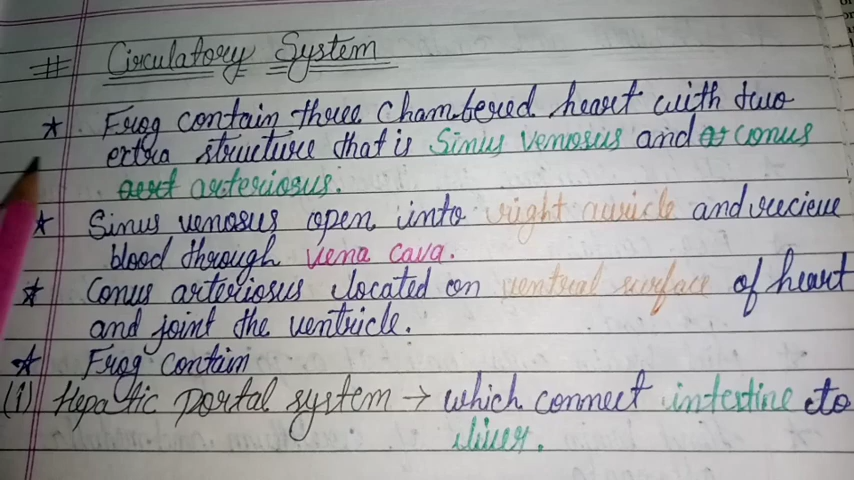 # Circulatory System
★ Frog contain three chambered heart with two
extra structure that is Sinus venosus and conus
arteriosus.
★ Sinus venosus open into right auricle and recieve
blood through vena cava.
★ Conus arteriosus located on ventral surface of heart
and joint the ventricle.
★ Frog contain
(1) Hepatic portal system → which connect intestine to
liver.